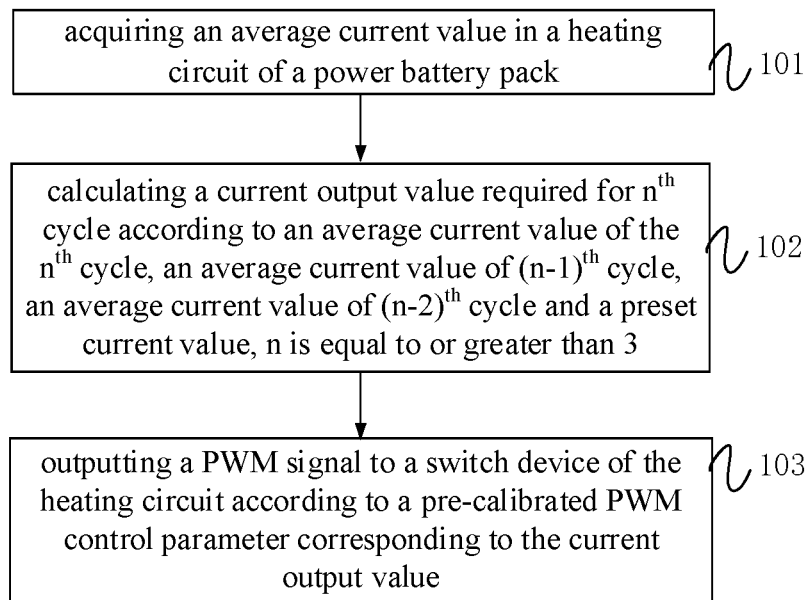 acquiring an average current value in a heating
circuit of a power battery pack
101
calculating a current output value required for nth
cycle according to an average current value of the
nth cycle, an average current value of (n-1)th cycle,
an average current value of (n-2)th cycle and a preset
current value, n is equal to or greater than 3
102
outputting a PWM signal to a switch device of the
heating circuit according to a pre-calibrated PWM
control parameter corresponding to the current
output value
103